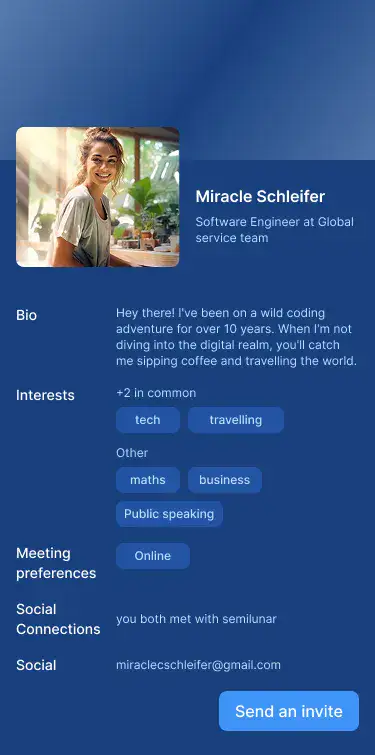 Miracle Schleifer
Software Engineer at Global
service team
Bio
Hey there! I've been on a wild coding
adventure for over 10 years. When I'm not
diving into the digital realm, you'll catch
me sipping coffee and travelling the world.
Interests
+2 in common
tech
travelling
Other
maths
business
Public speaking
Meeting
preferences
Online
Social
Connections
you both met with semilunar
Social
miraclecschleifer@gmail.com
Send an invite